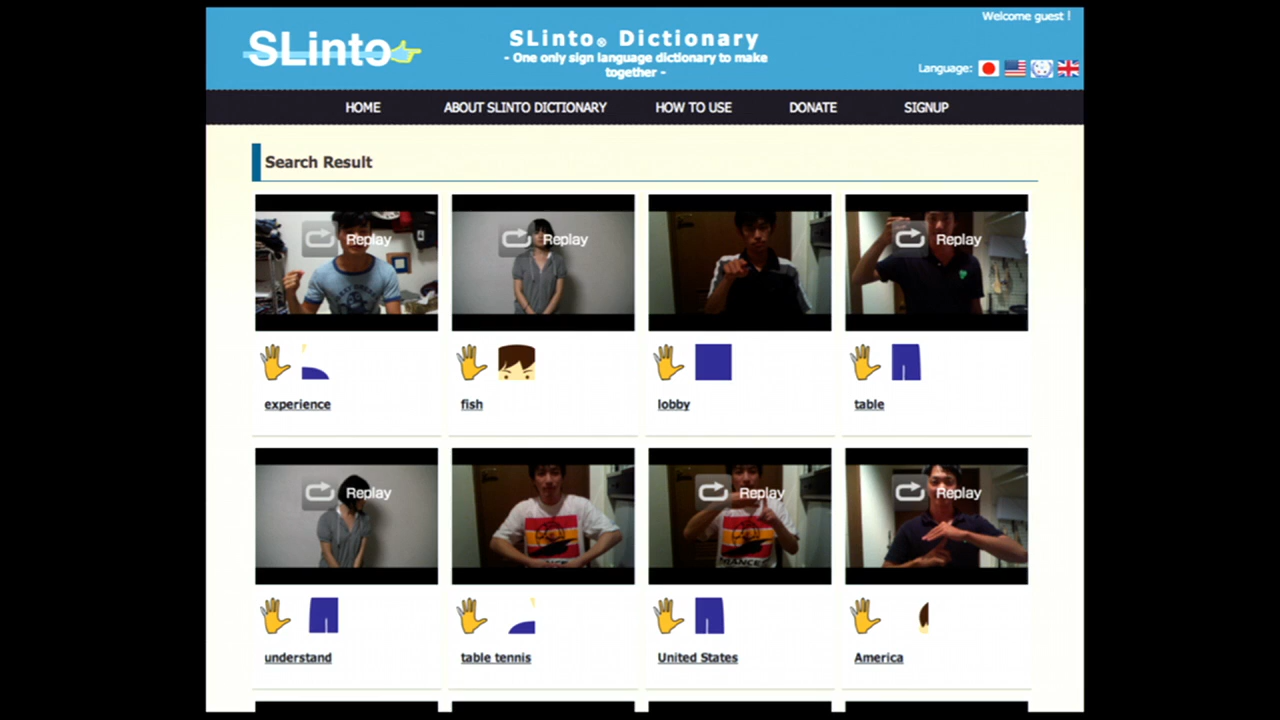 Welcome guest !
SLinto
SLinto® Dictionary
- One only sign language dictionary to make
together -
Language:
HOME ABOUT SLINTO DICTIONARY HOW TO USE DONATE SIGNUP
Search Result
Replay Replay Replay
experience fish lobby table
Replay Replay Replay
understand table tennis United States America